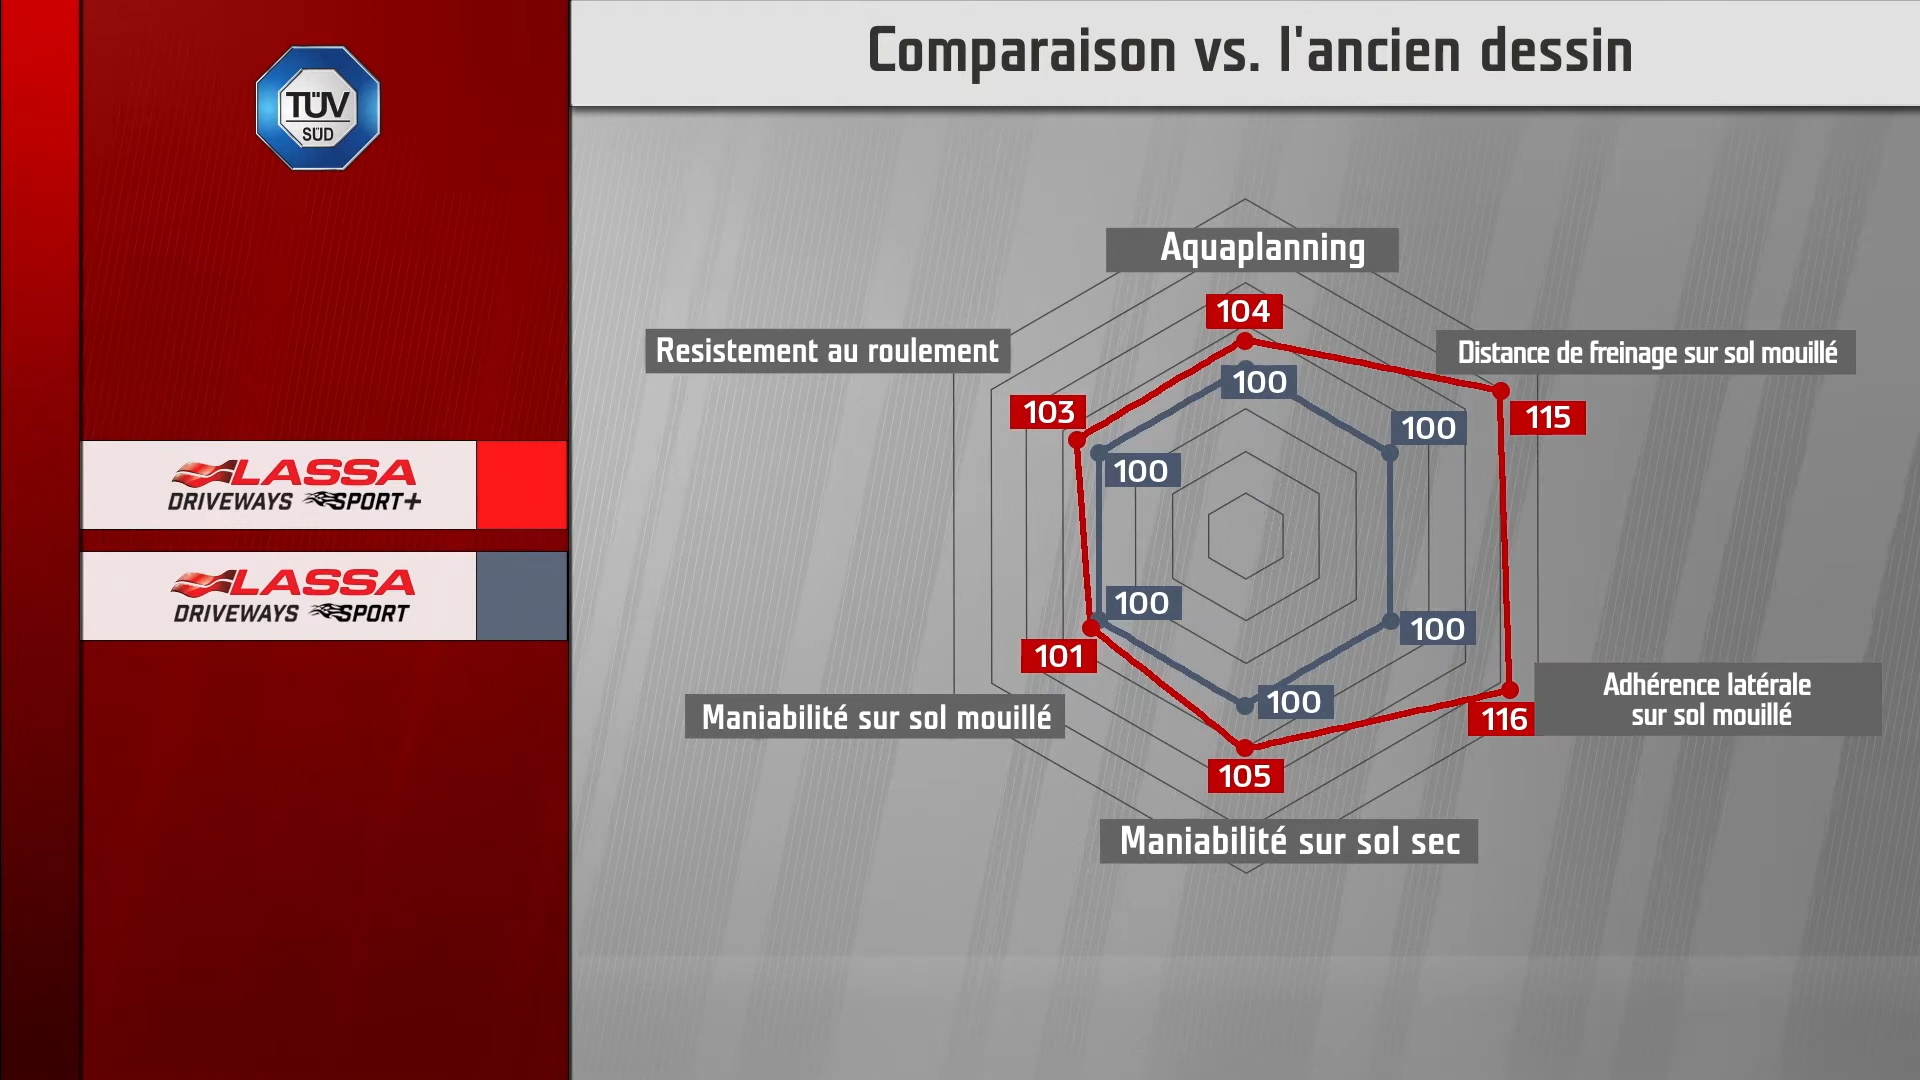 Comparaison vs. l'ancien dessin
TÜV
SÜD
LASSA
DRIVEWAYS SPORT+
LASSA
DRIVEWAYS SPORT
Aquaplanning
104
100
Resistement au roulement
103
100
Distance de freinage sur sol mouillé
115
100
100
101
Maniabilité sur sol mouillé
100
116
Adhérence latérale
sur sol mouillé
100
105
Maniabilité sur sol sec